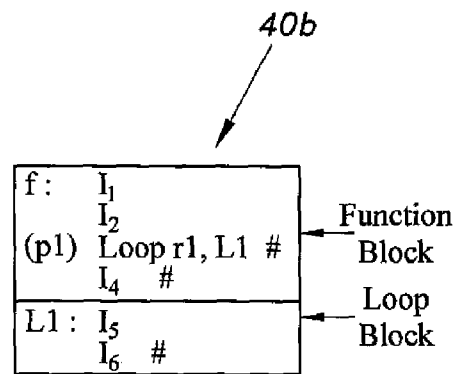 40b
f : I₁
I₂
(p1) Loop r1, L1 #
I₄ #
Function
Block
L1 : I₅
I₆ #
Loop
Block